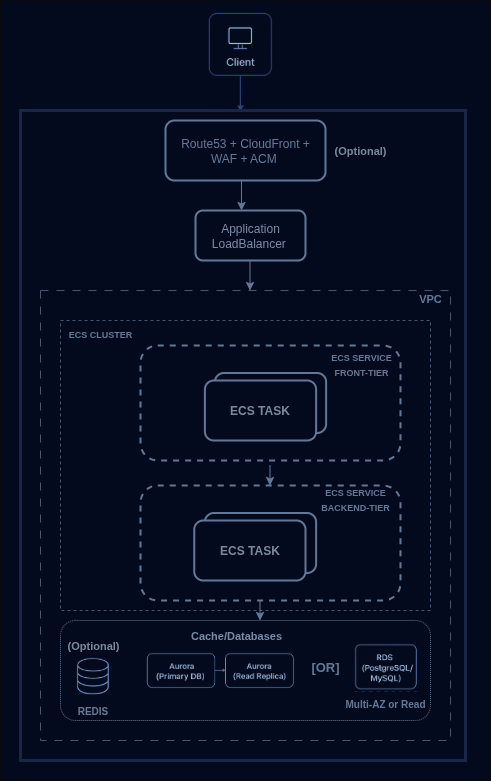 Client
Route53 + CloudFront +
WAF + ACM
(Optional)
Application
LoadBalancer
VPC
ECS CLUSTER
ECS SERVICE
FRONT-TIER
ECS TASK
ECS SERVICE
BACKEND-TIER
ECS TASK
Cache/Databases
(Optional)
REDIS
Aurora
(Primary DB)
Aurora
(Read Replica)
[OR]
RDS
(PostgreSQL/
MySQL)
Multi-AZ or Read